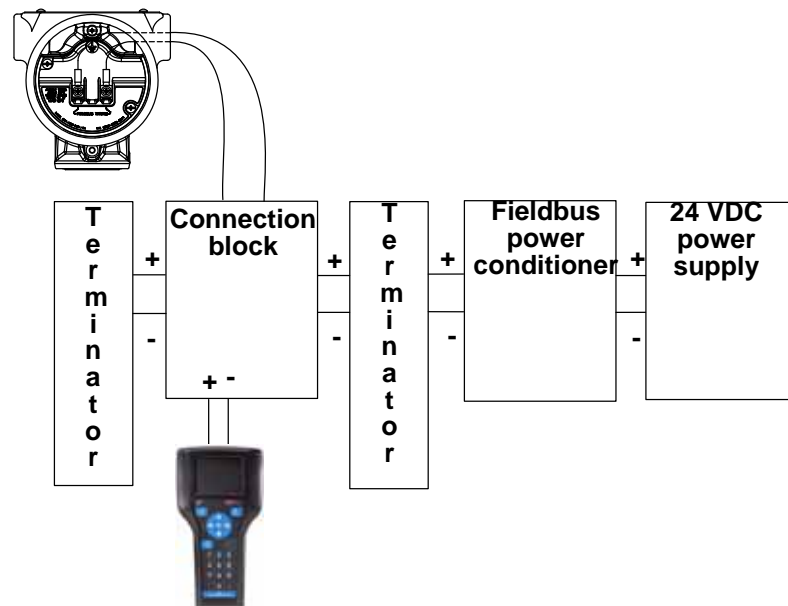 Terminator
+
-
Connection
block
+ -
+
-
Terminator
+
-
Fieldbus
power
conditioner
+
-
24 VDC
power
supply